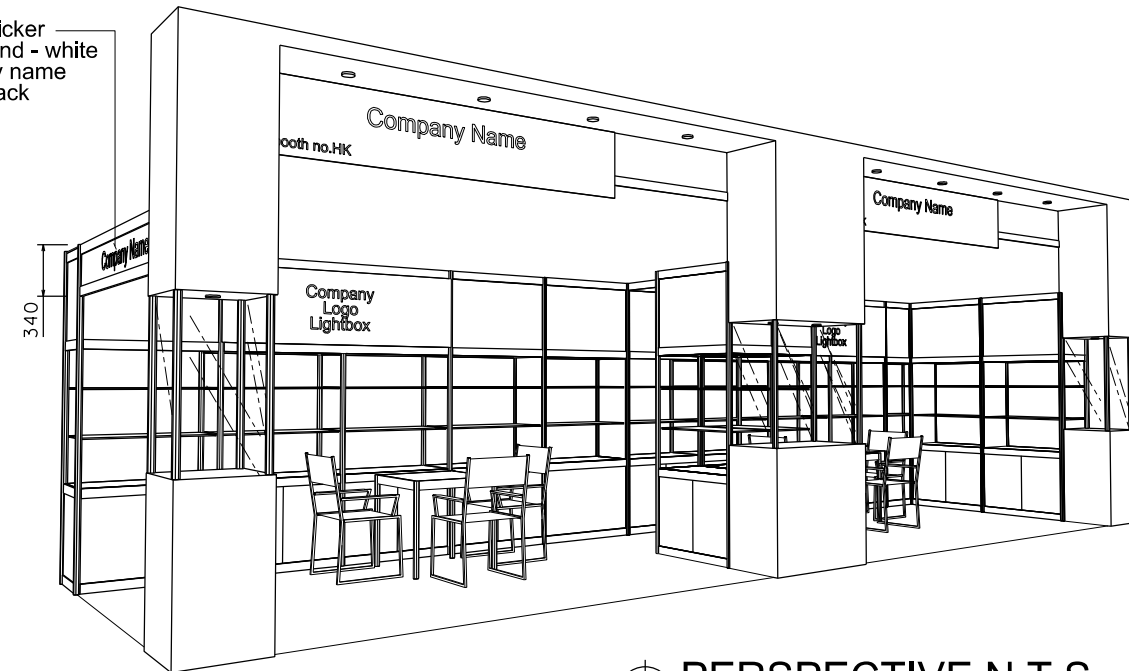 icker
nd - white
y name
ack
Company Name
ooth no.HK
Company Name
Company Name
340
Company
Logo
Lightbox
Logo
Lightbox
PERSPECTIVE N.T.S.